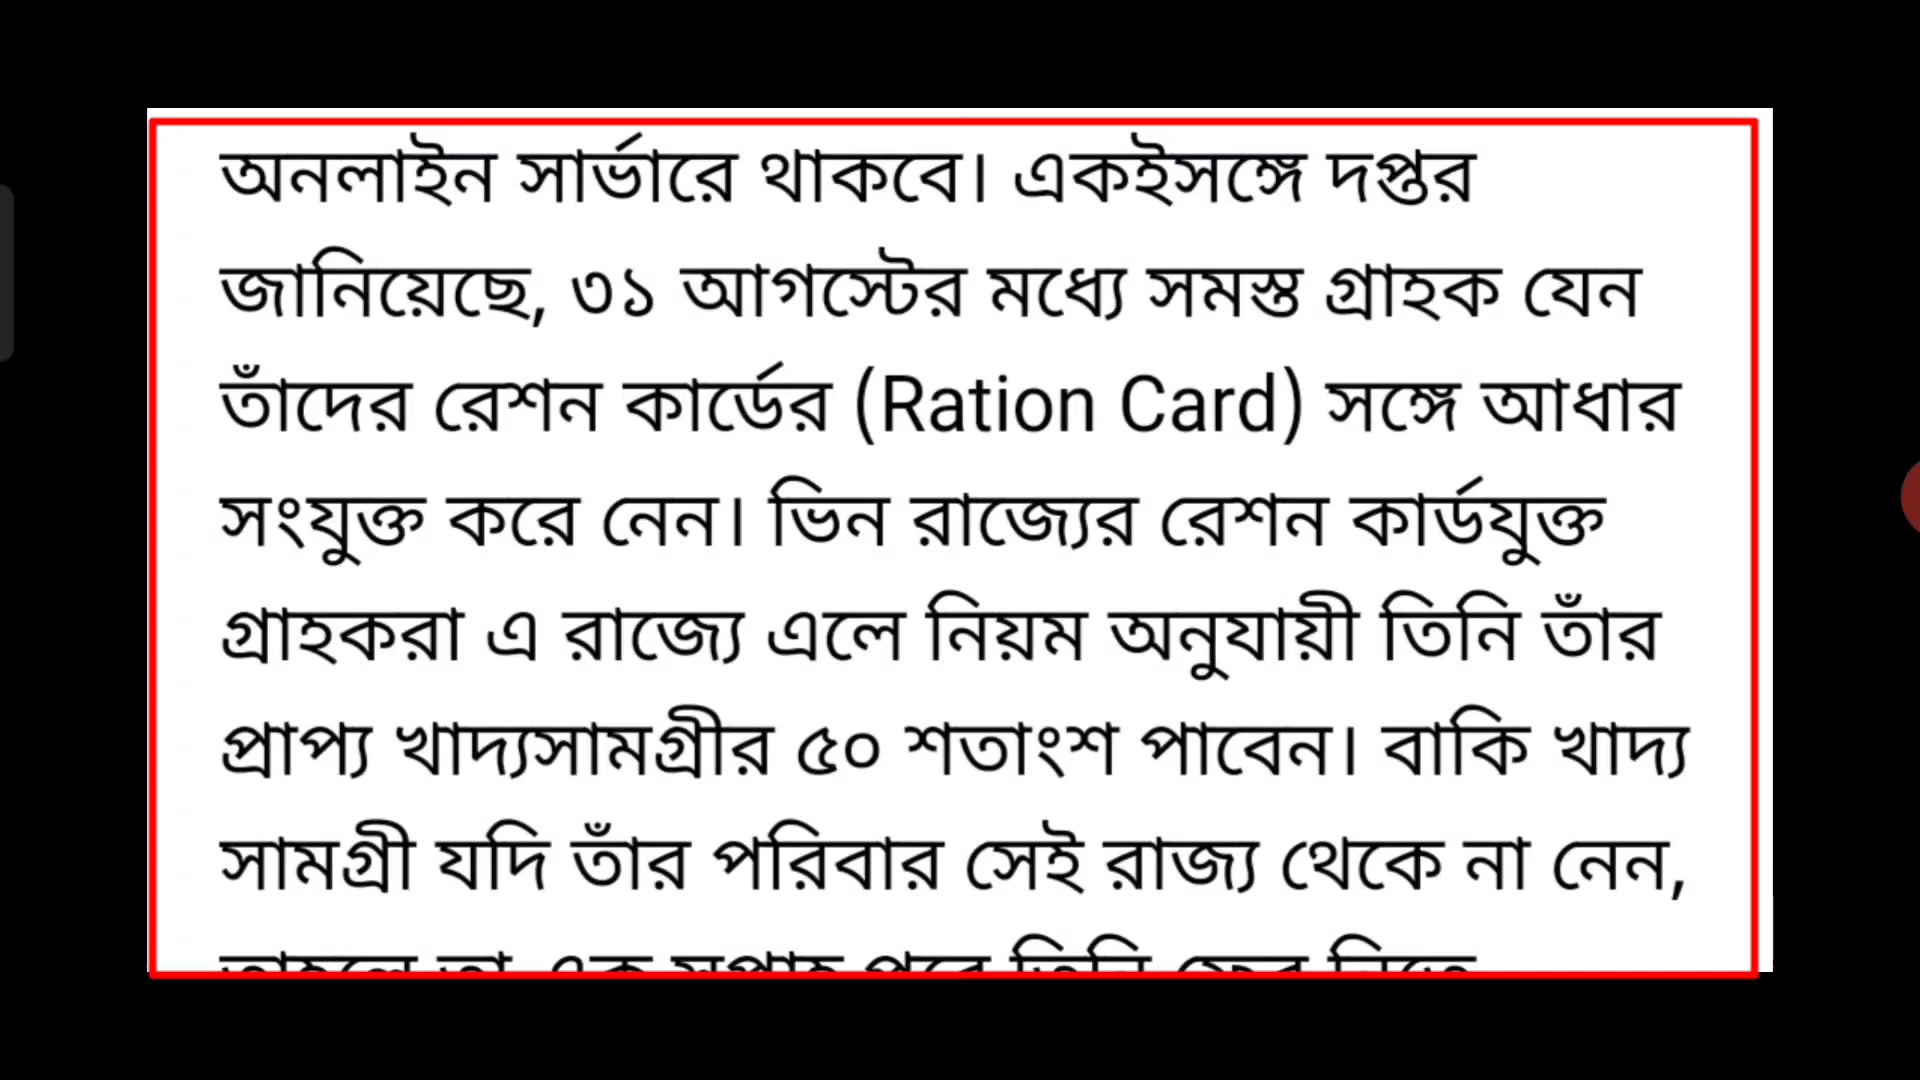 অনলাইন সার্ভারে থাকবে। একইসঙ্গে দপ্তর
জানিয়েছে, ৩১ আগস্টের মধ্যে সমস্ত গ্রাহক যেন
তাঁদের রেশন কার্ডের (Ration Card) সঙ্গে আধার
সংযুক্ত করে নেন। ভিন রাজ্যের রেশন কার্ডযুক্ত
গ্রাহকরা এ রাজ্যে এলে নিয়ম অনুযায়ী তিনি তাঁর
প্রাপ্য খাদ্যসামগ্রীর ৫০ শতাংশ পাবেন। বাকি খাদ্য
সামগ্রী যদি তাঁর পরিবার সেই রাজ্য থেকে না নেন,